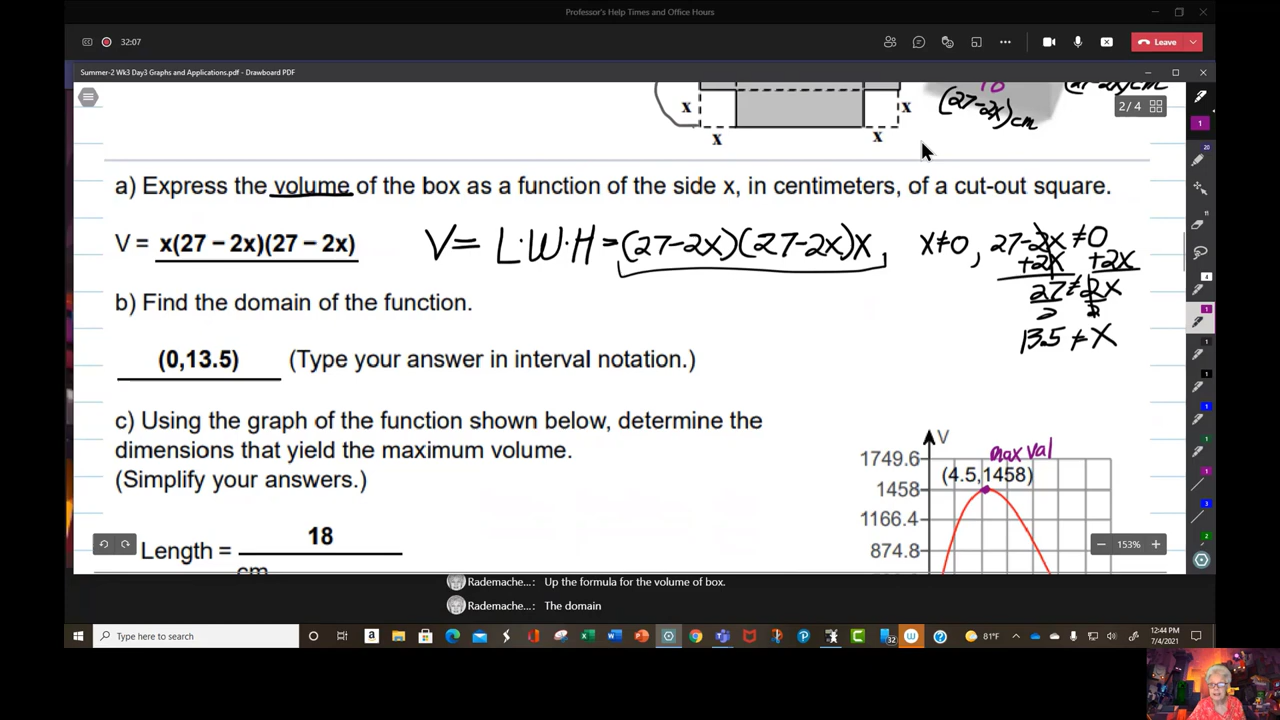 Professor's Help Times and Office Hours
32:07
Leave
Summer-2 Wk3 Day3 Graphs and Applications.pdf - Drawboard PDF
2/4
x
x
x
x
18
(27-2x)cm
a) Express the volume of the box as a function of the side x, in centimeters, of a cut-out square.
V = x(27 – 2x)(27 – 2x)
V = L·W·H = (27-2x)(27-2x)x, x≠0, 27-2x ≠0
+2x +2x
27≠2x
2 2
13.5 ≠ x
b) Find the domain of the function.
(0,13.5) (Type your answer in interval notation.)
c) Using the graph of the function shown below, determine the
dimensions that yield the maximum volume.
(Simplify your answers.)
Length = 18
cm
V
max val
1749.6
(4.5,1458)
1458
1166.4
874.8
153%
Rademache...: Up the formula for the volume of box.
Rademache...: The domain
Type here to search
81°F
12:44 PM
7/4/2021